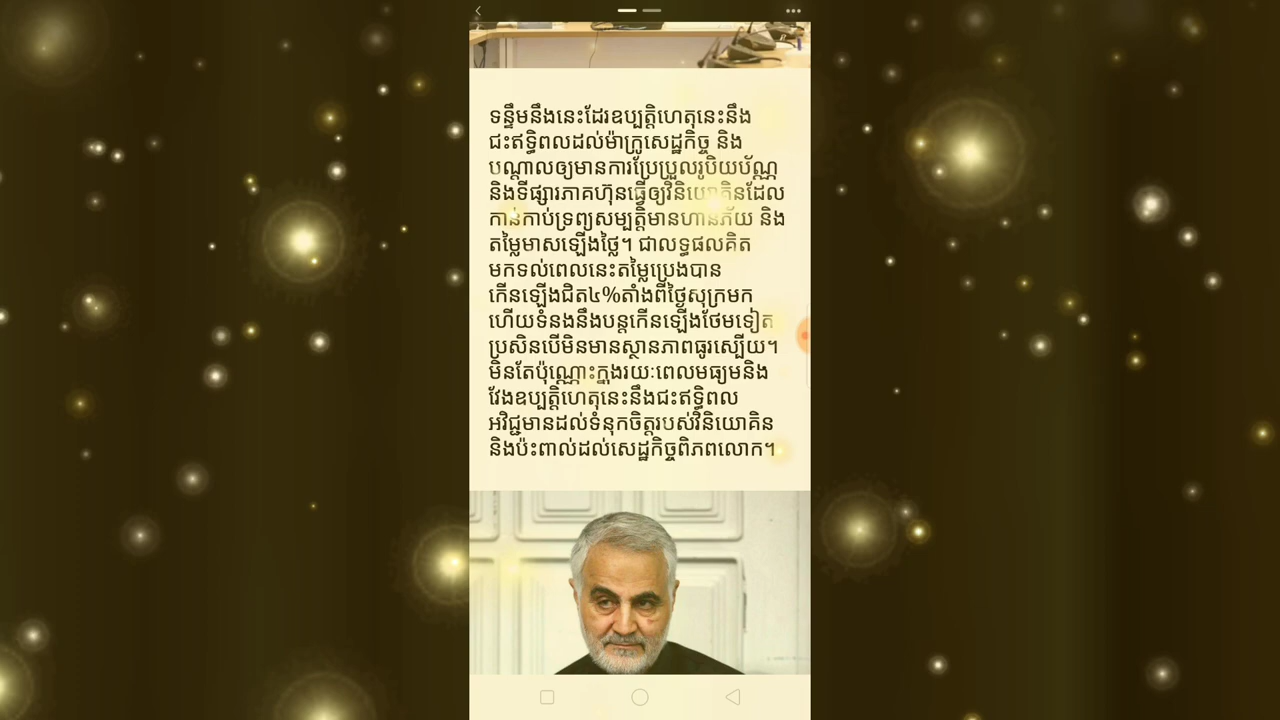 ទន្ទឹមនឹងនេះដែរឧប្បត្តិហេតុនេះនឹង
ជះឥទ្ធិពលដល់ម៉ាក្រូសេដ្ឋកិច្ច និង
បណ្តាលឲ្យមានការប្រែប្រួលរូបិយប័ណ្ណ
និងទីផ្សារភាគហ៊ុនធ្វើឲ្យវិនិយោគិនដែល
កាន់កាប់ទ្រព្យសម្បត្តិមានហានិភ័យ និង
តម្លៃមាសឡើងថ្លៃ។ ជាលទ្ធផលគិត
មកទល់ពេលនេះតម្លៃប្រេងបាន
កើនឡើងជិត៤%តាំងពីថ្ងៃសុក្រមក
ហើយទំនងនឹងបន្តកើនឡើងថែមទៀត
ប្រសិនបើមិនមានស្ថានភាពធូរស្បើយ។
មិនតែប៉ុណ្ណោះក្នុងរយៈពេលមធ្យមនិង
វែងឧប្បត្តិហេតុនេះនឹងជះឥទ្ធិពល
អវិជ្ជមានដល់ទំនុកចិត្តរបស់វិនិយោគិន
និងប៉ះពាល់ដល់សេដ្ឋកិច្ចពិភពលោក។